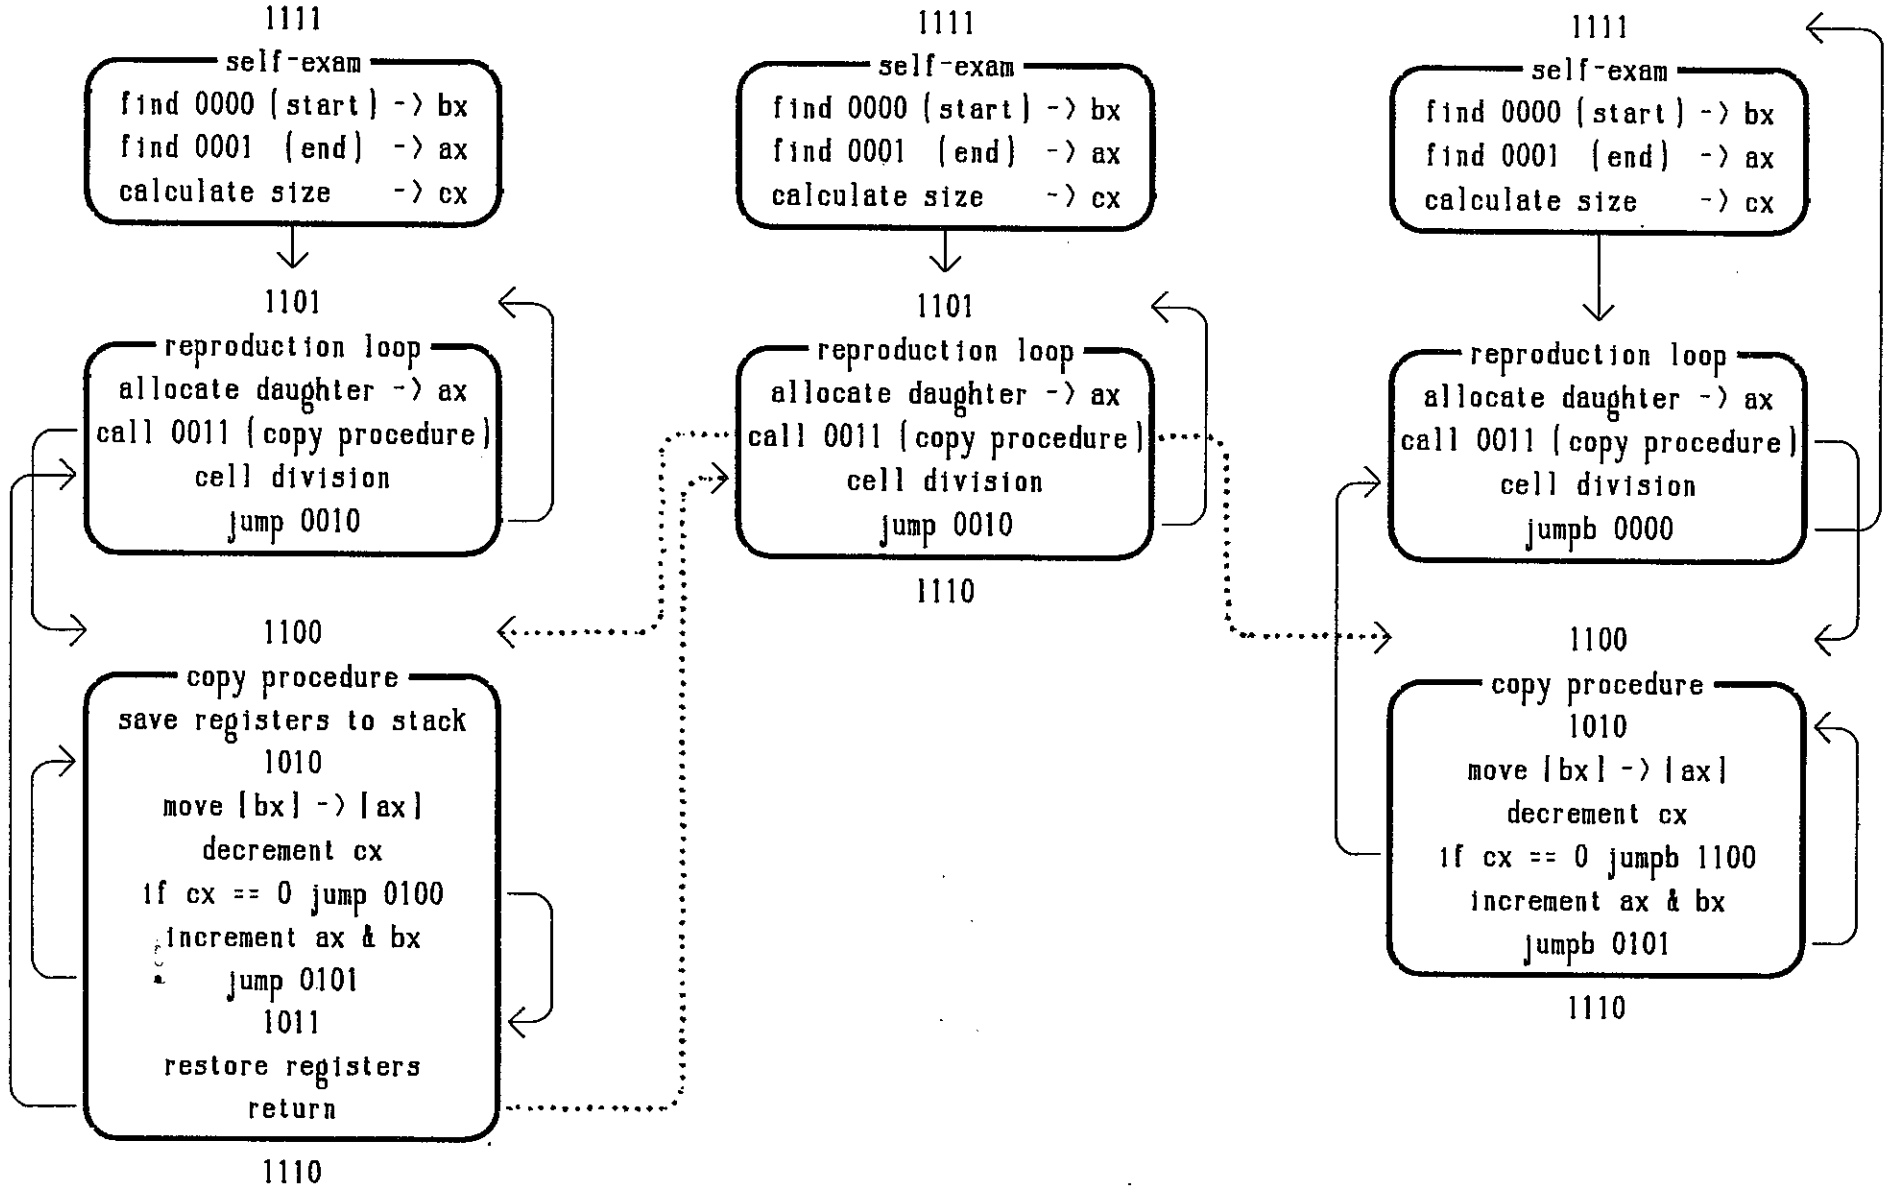 1111
self-exam
find 0000 (start) -> bx
find 0001 (end) -> ax
calculate size -> cx
1101
reproduction loop
allocate daughter -> ax
call 0011 (copy procedure)
cell division
jump 0010
1100
copy procedure
save registers to stack
1010
move [bx] -> [ax]
decrement cx
if cx == 0 jump 0100
increment ax & bx
jump 0101
1011
restore registers
return
1110
1111
self-exam
find 0000 (start) -> bx
find 0001 (end) -> ax
calculate size -> cx
1101
reproduction loop
allocate daughter -> ax
call 0011 (copy procedure)
cell division
jump 0010
1110
1111
self-exam
find 0000 (start) -> bx
find 0001 (end) -> ax
calculate size -> cx
reproduction loop
allocate daughter -> ax
call 0011 (copy procedure)
cell division
jumpb 0000
1100
copy procedure
1010
move [bx] -> [ax]
decrement cx
if cx == 0 jumpb 1100
increment ax & bx
jumpb 0101
1110